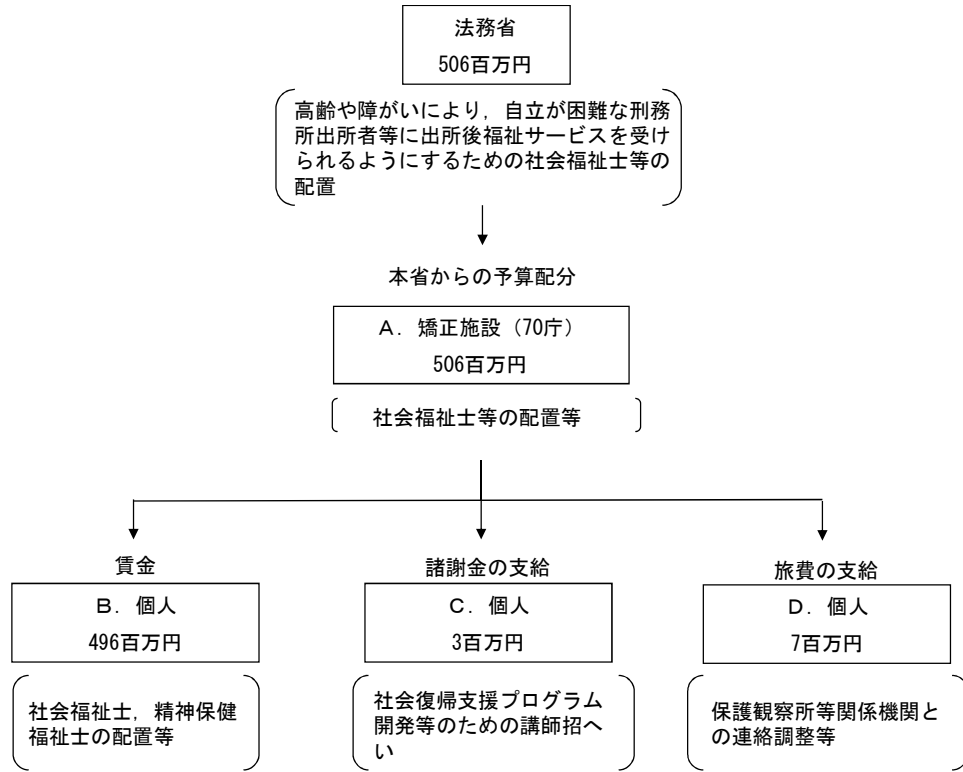 法務省
506百万円
高齢や障がいにより，自立が困難な刑務
所出所者等に出所後福祉サービスを受け
られるようにするための社会福祉士等の
配置
本省からの予算配分
Ａ．矯正施設（70庁）
506百万円
社会福祉士等の配置等
賃金
Ｂ．個人
496百万円
社会福祉士，精神保健
福祉士の配置等
諸謝金の支給
Ｃ．個人
3百万円
社会復帰支援プログラム
開発等のための講師招へ
い
旅費の支給
Ｄ．個人
7百万円
保護観察所等関係機関と
の連絡調整等